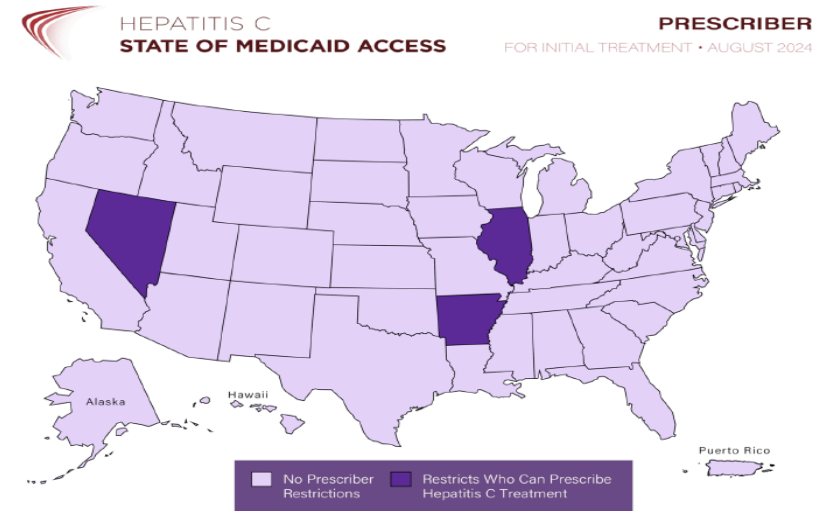 HEPATITIS C
STATE OF MEDICAID ACCESS
PRESCRIBER
FOR INITIAL TREATMENT • AUGUST 2024
Alaska
Hawaii
Puerto Rico
No Prescriber
Restrictions
Restricts Who Can Prescribe
Hepatitis C Treatment